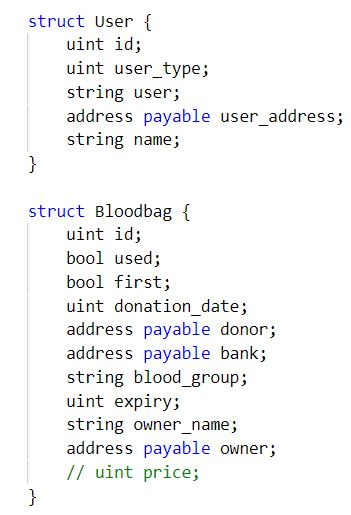 struct User {
uint id;
uint user_type;
string user;
address payable user_address;
string name;
}
struct Bloodbag {
uint id;
bool used;
bool first;
uint donation_date;
address payable donor;
address payable bank;
string blood_group;
uint expiry;
string owner_name;
address payable owner;
// uint price;
}